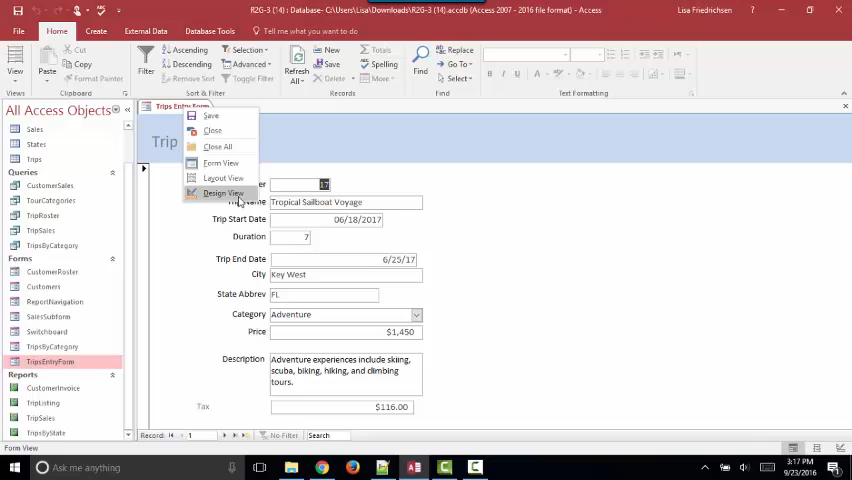 R2G-3 (14) : Database- C:\Users\Lisa\Downloads\R2G-3 (14).accdb (Access 2007 - 2016 file format) - Access
Lisa Friedrichsen
File
Home
Create
External Data
Database Tools
Tell me what you want to do
View
Views
Paste
Cut
Copy
Format Painter
Clipboard
Filter
Ascending
Descending
Remove Sort
Selection
Advanced
Toggle Filter
Sort & Filter
Refresh
All
New
Save
Delete
Totals
Spelling
More
Records
Find
Replace
Go To
Select
Find
B I U
Text Formatting
All Access Objects
Sales
States
Trips
Queries
CustomerSales
TourCategories
TripRoster
TripSales
TripsByCategory
Forms
CustomerRoster
Customers
ReportNavigation
SalesSubform
Switchboard
TripsByCategory
TripsEntryForm
Reports
CustomerInvoice
TripListing
TripSales
TripsByState
Trips Entry Form
Save
Close
Close All
Form View
Layout View
Design View
Trip
17
Tropical Sailboat Voyage
Trip Start Date 06/18/2017
Duration 7
Trip End Date 6/25/17
City Key West
State Abbrev FL
Category Adventure
Price $1,450
Description Adventure experiences include skiing,
scuba, biking, hiking, and climbing
tours.
Tax $116.00
Record: 1 No Filter Search
Form View
Ask me anything
3:17 PM
9/23/2016